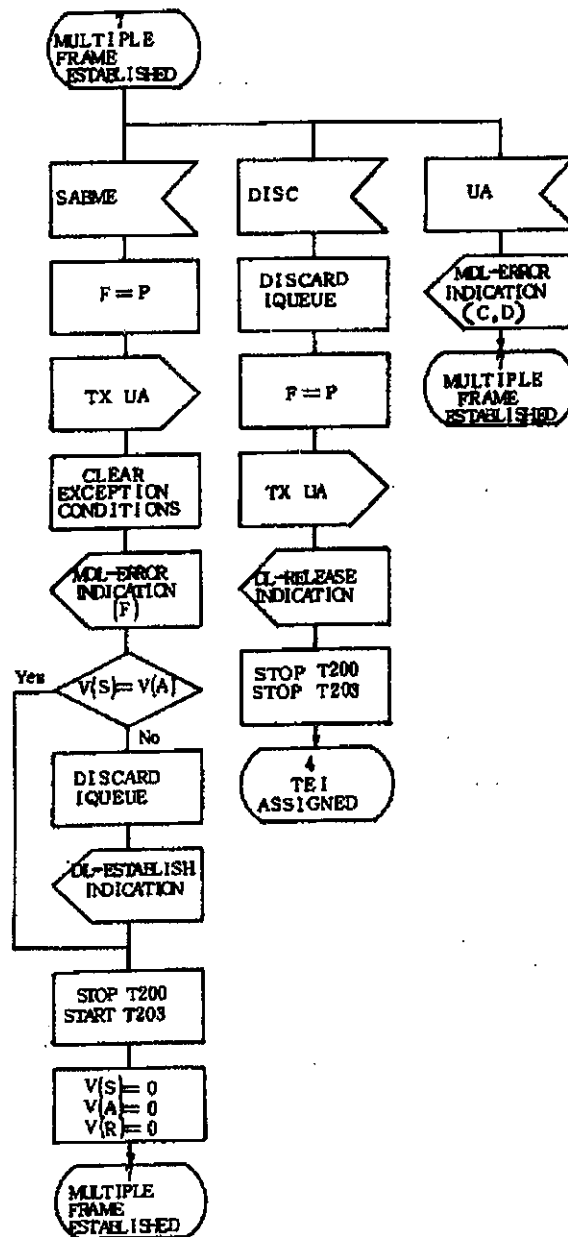 7
MULTIPLE
FRAME
ESTABLISHED
SABME
F = P
TX UA
CLEAR
EXCEPTION
CONDITIONS
MDL-ERROR
INDICATION
(F)
V(S) = V(A)
Yes
No
DISCARD
IQUEUE
DL-ESTABLISH
INDICATION
STOP T200
START T203
V(S) = 0
V(A) = 0
V(R) = 0
7
MULTIPLE
FRAME
ESTABLISHED
DISC
DISCARD
IQUEUE
F = P
TX UA
DL-RELEASE
INDICATION
STOP T200
STOP T203
4
TEI
ASSIGNED
UA
MDL-ERROR
INDICATION
(C,D)
7
MULTIPLE
FRAME
ESTABLISHED